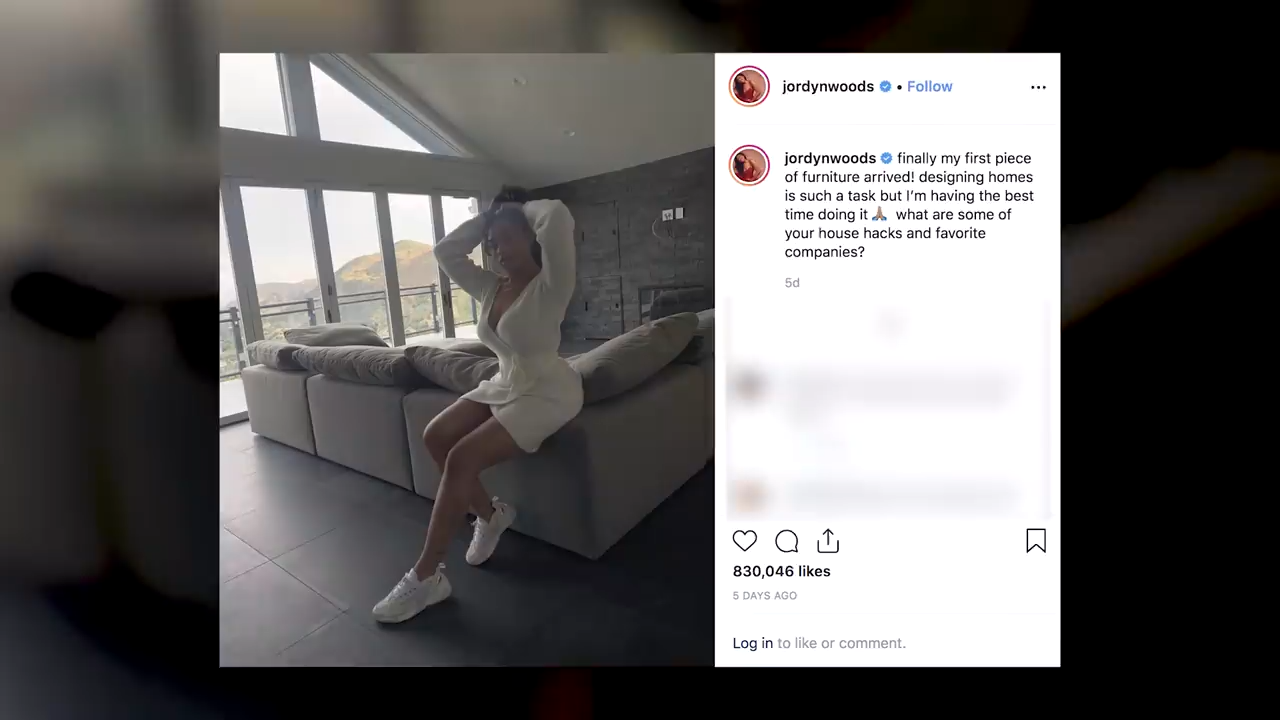 jordynwoods • Follow
jordynwoods finally my first piece
of furniture arrived! designing homes
is such a task but I’m having the best
time doing it 🙏🏽 what are some of
your house hacks and favorite
companies?
5d
830,046 likes
5 DAYS AGO
Log in to like or comment.